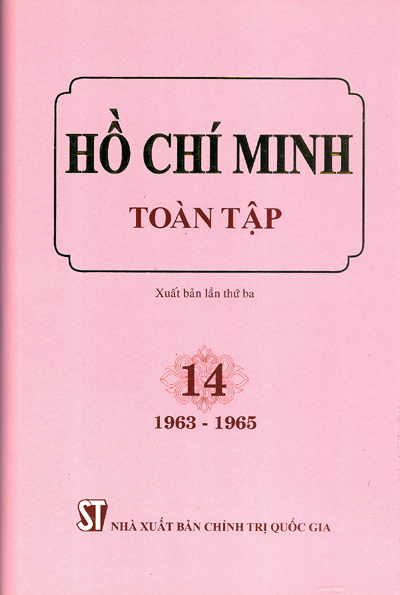 HỒ CHÍ MINH
TOÀN TẬP
Xuất bản lần thứ ba
14
1963 - 1965
ST
NHÀ XUẤT BẢN CHÍNH TRỊ QUỐC GIA